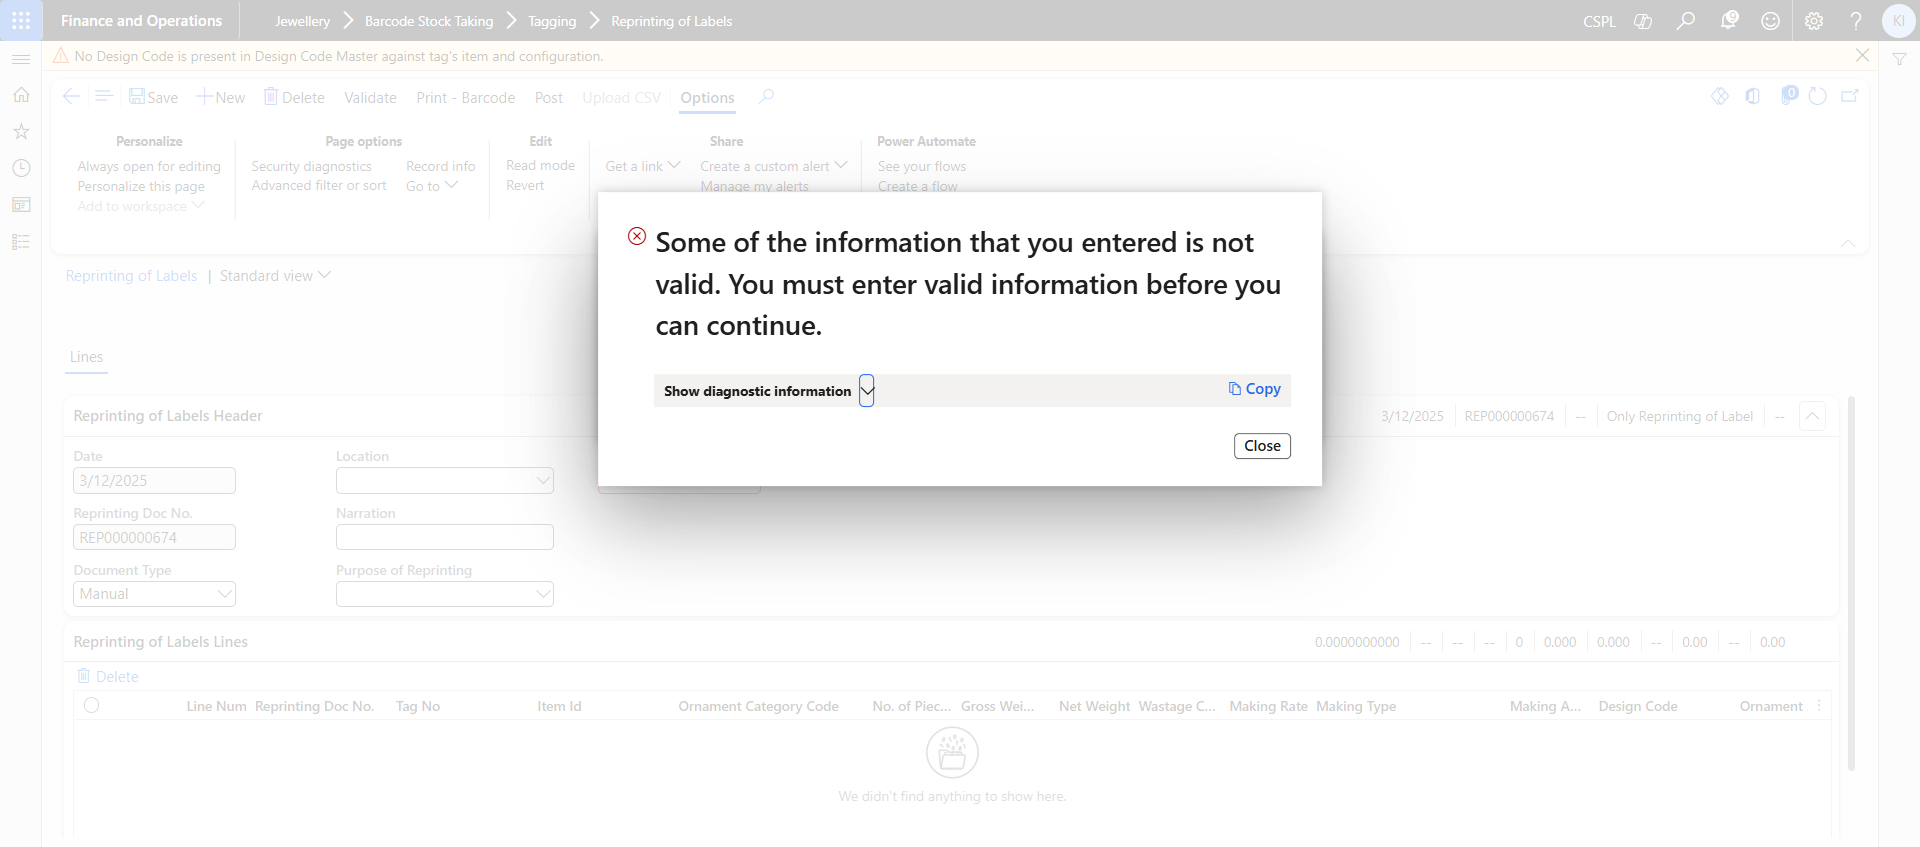 Finance and Operations
Jewellery
Barcode Stock Taking
Tagging
Reprinting of Labels
CSPL
9
KI
No Design Code is present in Design Code Master against tag's item and configuration.
Save
New
Delete
Validate
Print - Barcode
Post
Upload CSV
Options
0
Personalize
Page options
Edit
Share
Power Automate
Always open for editing
Security diagnostics
Record info
Read mode
Get a link
Create a custom alert
See your flows
Personalize this page
Advanced filter or sort
Go to
Revert
Manage my alerts
Create a flow
Add to workspace
Some of the information that you entered is not
valid. You must enter valid information before you
can continue.
Show diagnostic information
Copy
Close
Reprinting of Labels | Standard view
Lines
Reprinting of Labels Header
3/12/2025
REP000000674
--
Only Reprinting of Label
--
Date
Location
3/12/2025
Reprinting Doc No.
Narration
REP000000674
Document Type
Purpose of Reprinting
Manual
Reprinting of Labels Lines
0.0000000000
--
--
--
0
0.000
0.000
--
0.00
--
0.00
Delete
Line Num
Reprinting Doc No.
Tag No
Item Id
Ornament Category Code
No. of Piec...
Gross Wei...
Net Weight
Wastage C...
Making Rate
Making Type
Making A...
Design Code
Ornament
We didn't find anything to show here.